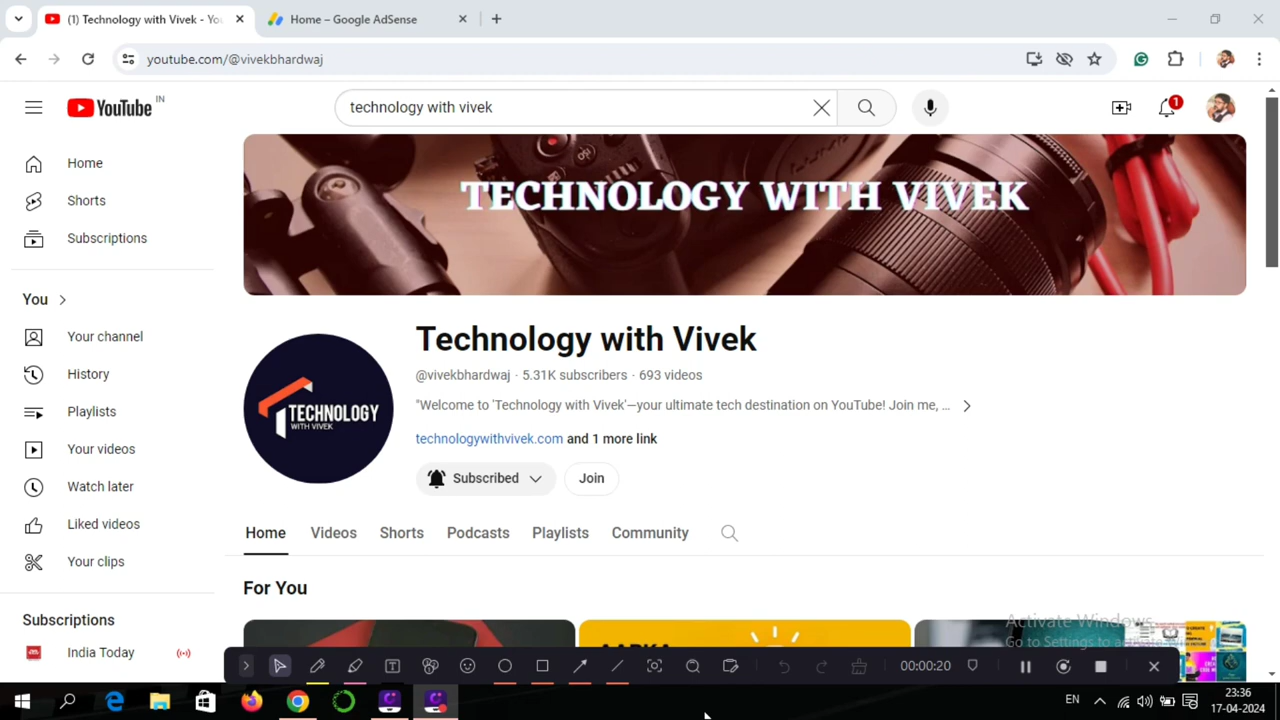 (1) Technology with Vivek - You
Home – Google AdSense
youtube.com/@vivekbhardwaj
YouTube IN
technology with vivek
1
Home
Shorts
Subscriptions
You
Your channel
History
Playlists
Your videos
Watch later
Liked videos
Your clips
Subscriptions
India Today
TECHNOLOGY WITH VIVEK
TECHNOLOGY
WITH VIVEK
Technology with Vivek
@vivekbhardwaj · 5.31K subscribers · 693 videos
"Welcome to 'Technology with Vivek'—your ultimate tech destination on YouTube! Join me, ...
technologywithvivek.com and 1 more link
Subscribed
Join
Home Videos Shorts Podcasts Playlists Community
For You
Activate Windows
Go to Settings to activate
00:00:20
EN
23:36
17-04-2024